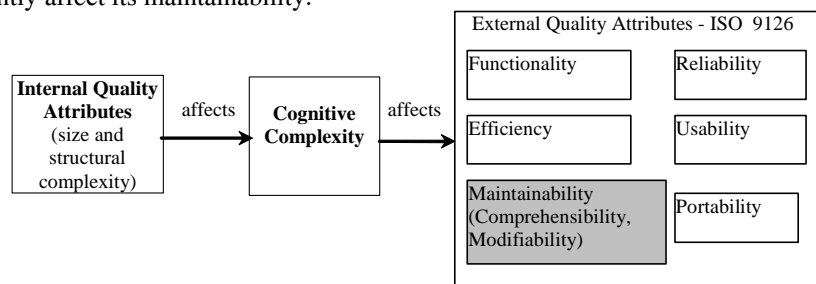 affect its maintainability.
External Quality Attributes - ISO 9126
Internal Quality
Attributes
(size and
structural
complexity)
affects
Cognitive
Complexity
affects
Functionality
Reliability
Efficiency
Usability
Maintainability
(Comprehensibility,
Modifiability)
Portability